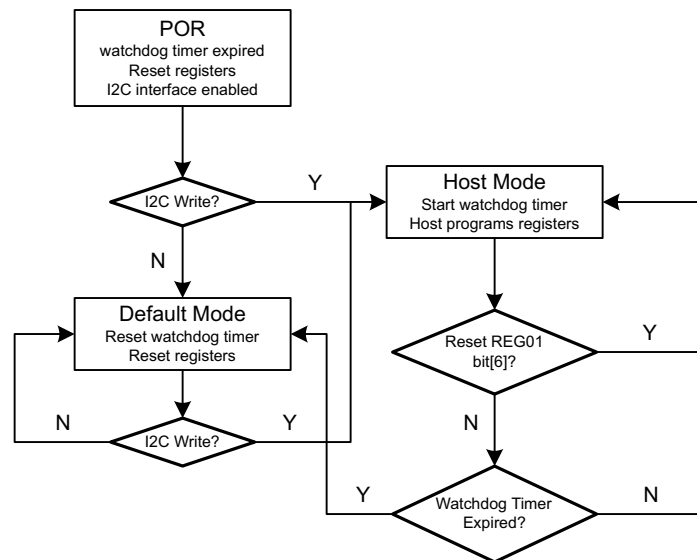 POR
watchdog timer expired
Reset registers
I2C interface enabled
I2C Write?
Y
N
Host Mode
Start watchdog timer
Host programs registers
Default Mode
Reset watchdog timer
Reset registers
Reset REG01
bit[6]?
Y
N
I2C Write?
N
Y
Watchdog Timer
Expired?
Y
N